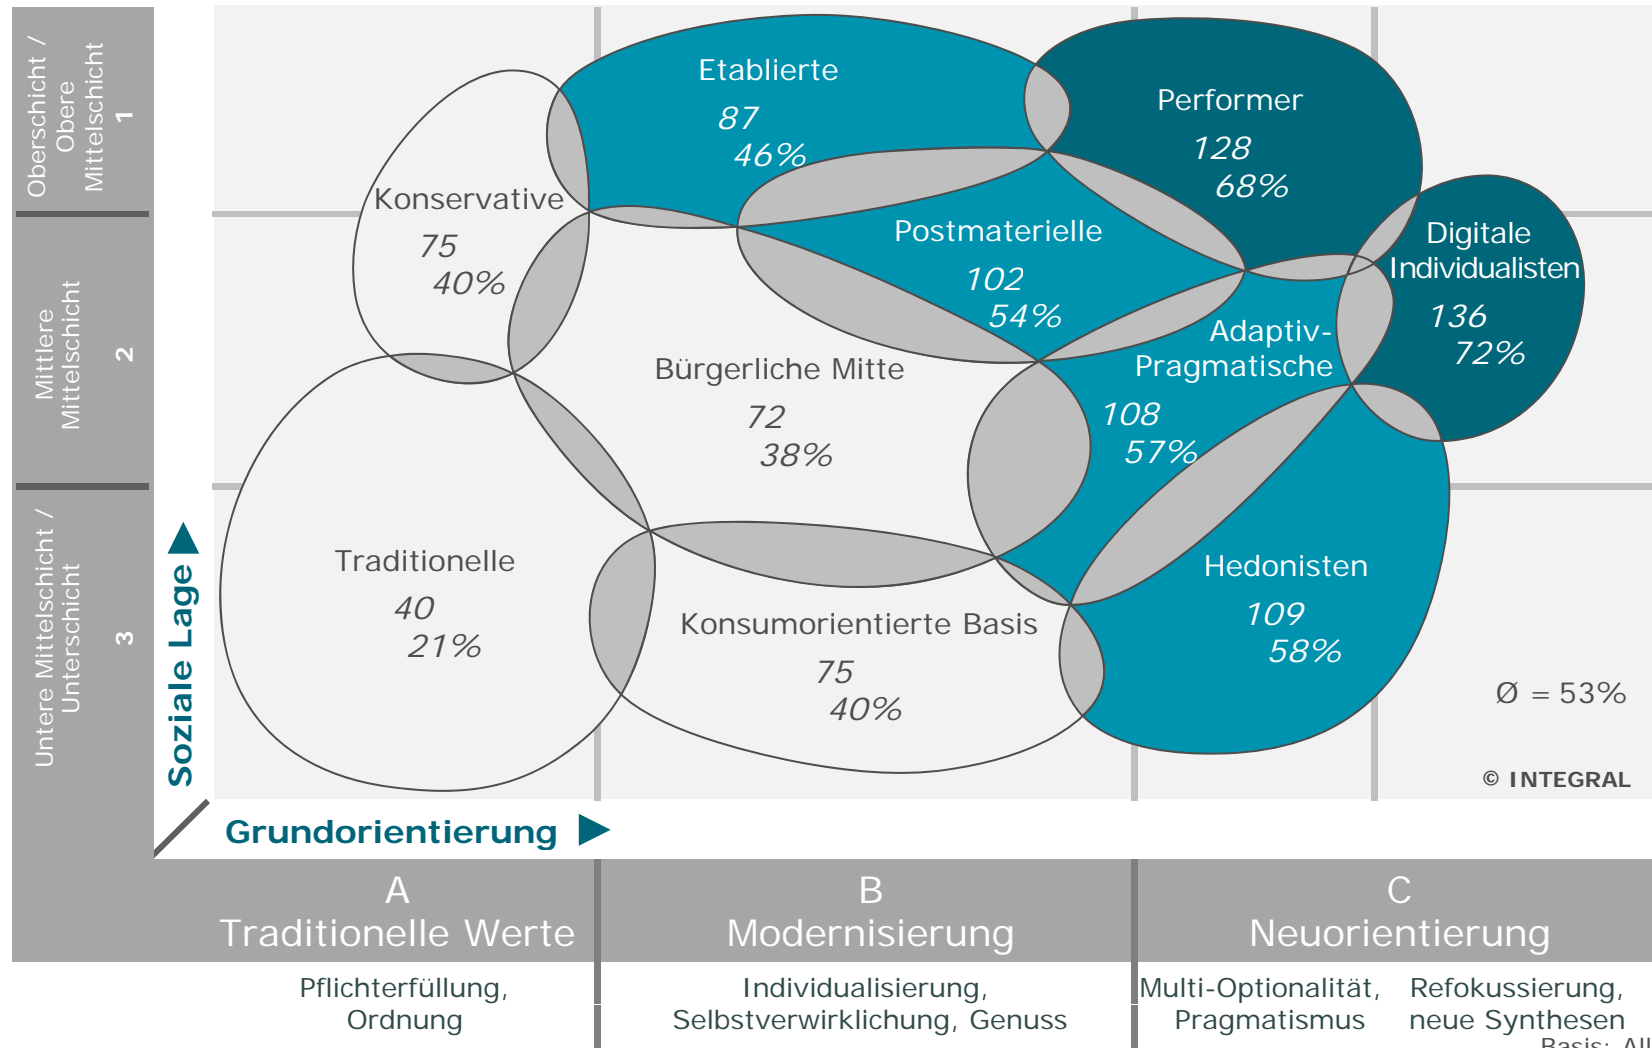 Oberschicht /
Obere
Mittelschicht
1
Mittlere
Mittelschicht
2
Untere Mittelschicht /
Unterschicht
3
Soziale Lage
Etablierte
87
46%
Performer
128
68%
Konservative
75
40%
Postmaterielle
102
54%
Digitale
Individualisten
136
72%
Bürgerliche Mitte
72
38%
Adaptiv-
Pragmatische
108
57%
Traditionelle
40
21%
Konsumorientierte Basis
75
40%
Hedonisten
109
58%
Ø = 53%
© INTEGRAL
Grundorientierung
A
Traditionelle Werte
B
Modernisierung
C
Neuorientierung
Pflichterfüllung,
Ordnung
Individualisierung,
Selbstverwirklichung, Genuss
Multi-Optionalität,
Pragmatismus
Refokussierung,
neue Synthesen
Basis: